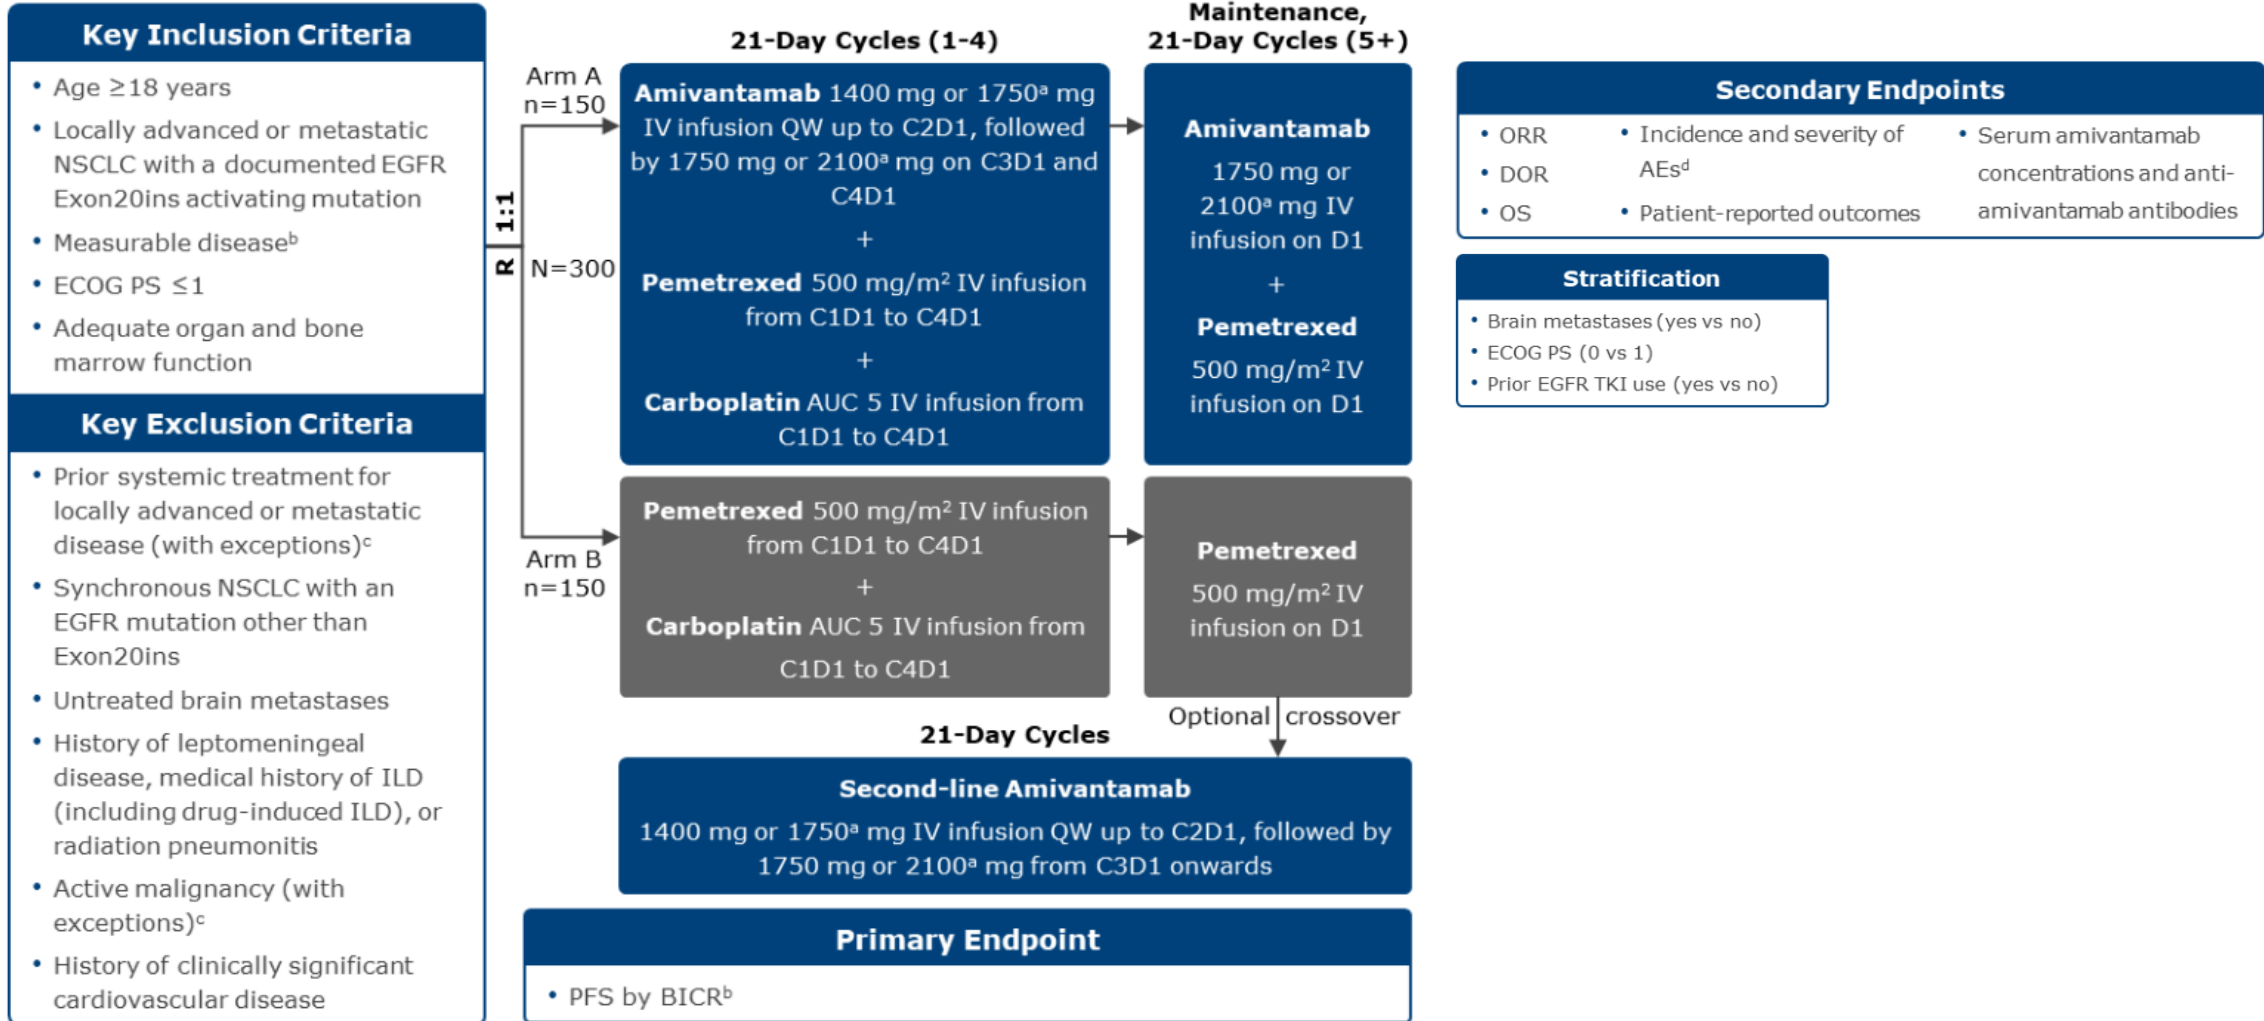 Key Inclusion Criteria
• Age ≥18 years
• Locally advanced or metastatic
NSCLC with a documented EGFR
Exon20ins activating mutation
• Measurable diseaseᵇ
• ECOG PS ≤1
• Adequate organ and bone
marrow function
Key Exclusion Criteria
• Prior systemic treatment for
locally advanced or metastatic
disease (with exceptions)ᶜ
• Synchronous NSCLC with an
EGFR mutation other than
Exon20ins
• Untreated brain metastases
• History of leptomeningeal
disease, medical history of ILD
(including drug-induced ILD), or
radiation pneumonitis
• Active malignancy (with
exceptions)ᶜ
• History of clinically significant
cardiovascular disease
R 1:1
N=300
Arm A
n=150
Arm B
n=150
21-Day Cycles (1-4)
Amivantamab 1400 mg or 1750ᵃ mg
IV infusion QW up to C2D1, followed
by 1750 mg or 2100ᵃ mg on C3D1 and
C4D1
+
Pemetrexed 500 mg/m² IV infusion
from C1D1 to C4D1
+
Carboplatin AUC 5 IV infusion from
C1D1 to C4D1
Maintenance,
21-Day Cycles (5+)
Amivantamab
1750 mg or
2100ᵃ mg IV
infusion on D1
+
Pemetrexed
500 mg/m² IV
infusion on D1
Pemetrexed 500 mg/m² IV infusion
from C1D1 to C4D1
+
Carboplatin AUC 5 IV infusion from
C1D1 to C4D1
Pemetrexed
500 mg/m² IV
infusion on D1
Optional crossover
21-Day Cycles
Second-line Amivantamab
1400 mg or 1750ᵃ mg IV infusion QW up to C2D1, followed by
1750 mg or 2100ᵃ mg from C3D1 onwards
Primary Endpoint
• PFS by BICRᵇ
Secondary Endpoints
• ORR
• DOR
• OS
• Incidence and severity of
AEsᵈ
• Patient-reported outcomes
• Serum amivantamab
concentrations and anti-
amivantamab antibodies
Stratification
• Brain metastases (yes vs no)
• ECOG PS (0 vs 1)
• Prior EGFR TKI use (yes vs no)